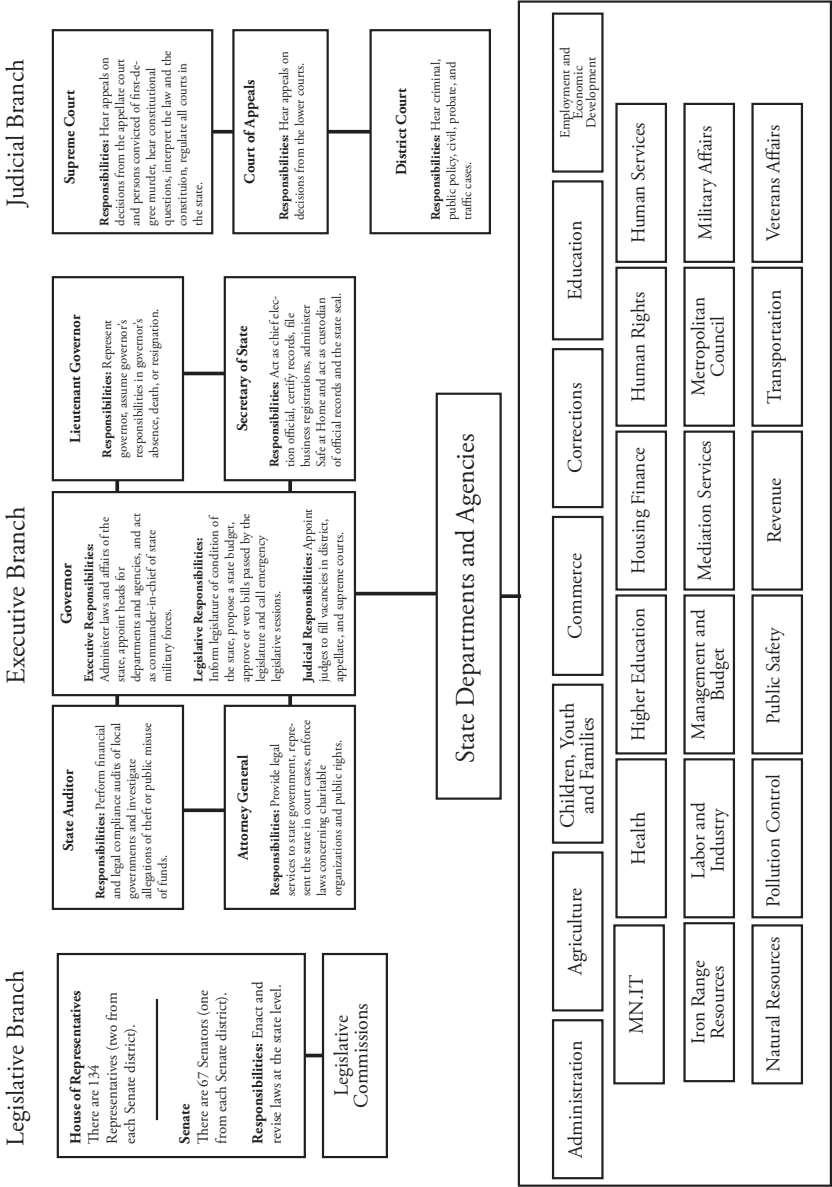 Legislative Branch
House of Representatives
There are 134
Representatives (two from
each Senate district).
Senate
There are 67 Senators (one
from each Senate district).
Responsibilities: Enact and
revise laws at the state level.
Legislative
Commissions
Executive Branch
State Auditor
Responsibilities: Perform financial
and legal compliance audits of local
governments and investigate
allegations of theft or public misuse
of funds.
Attorney General
Responsibilities: Provide legal
services to state government, repre-
sent the state in court cases, enforce
laws concerning charitable
organizations and public rights.
Governor
Executive Responsibilities:
Administer laws and affairs of the
state, appoint heads for
departments and agencies, and act
as commander-in-chief of state
military forces.
Legislative Responsibilities:
Inform legislature of condition of
the state, propose a state budget,
approve or veto bills passed by the
legislature and call emergency
legislative sessions.
Judicial Responsibilities: Appoint
judges to fill vacancies in district,
appellate, and supreme courts.
Lieutenant Governor
Responsibilities: Represent
governor, assume governor's
responsibilities in governor's
absence, death, or resignation.
Secretary of State
Responsibilities: Act as chief elec-
tion official, certify records, file
business registrations, administer
Safe at Home and act as custodian
of official records and the state seal.
Judicial Branch
Supreme Court
Responsibilities: Hear appeals on
decisions from the appellate court
and persons convicted of first-de-
gree murder, hear constitutional
questions, interpret the law and the
constituion, regulate all courts in
the state.
Court of Appeals
Responsibilities: Hear appeals on
decisions from the lower courts.
District Court
Responsibilities: Hear criminal,
public policy, civil, probate, and
traffic cases.
State Departments and Agencies
Administration
Agriculture
Children, Youth
and Families
Commerce
Corrections
Education
Employment and
Economic
Development
MN.IT
Health
Higher Education
Housing Finance
Human Rights
Human Services
Iron Range
Resources
Labor and
Industry
Management and
Budget
Mediation Services
Metropolitan
Council
Military Affairs
Natural Resources
Pollution Control
Public Safety
Revenue
Transportation
Veterans Affairs